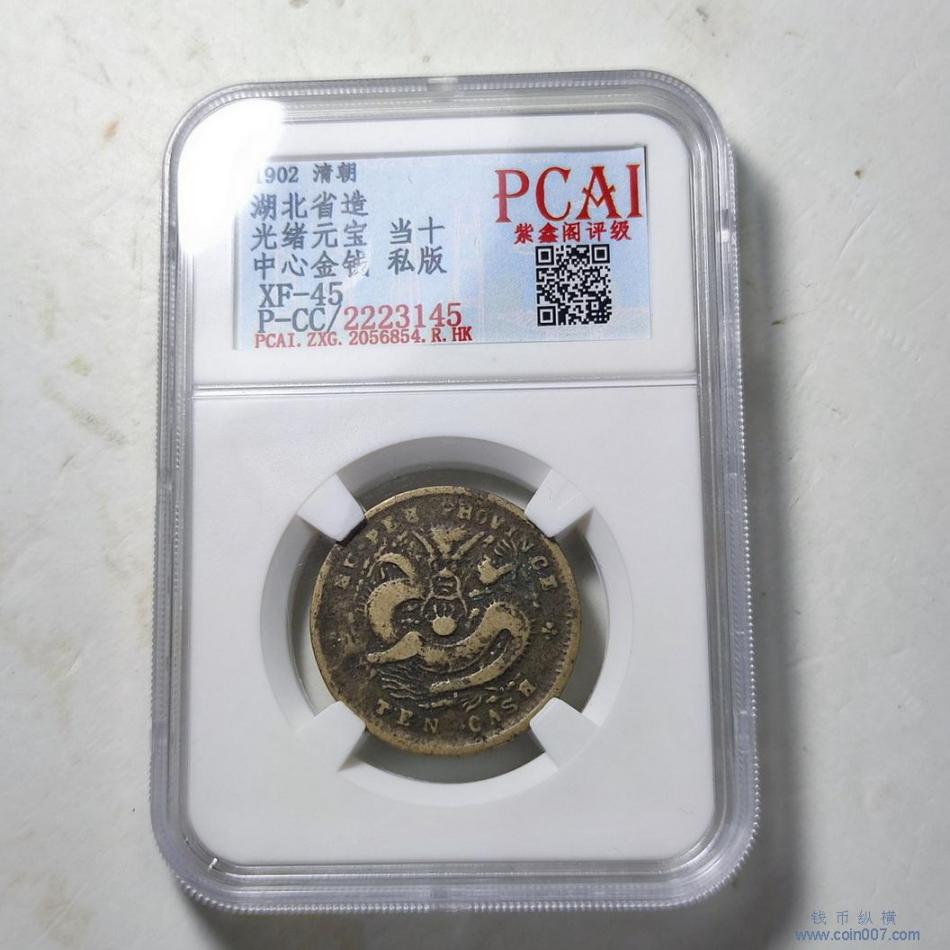 1902 清朝
湖北省造
光绪元宝 当十
中心金钱 私版
XF-45
P-CC/2223145
PCAI.ZXG.2056854.R.HK
PCAI
紫鑫阁评级
HU-PEH PROVINCE
TEN CASH
钱币纵横
www.coin007.com